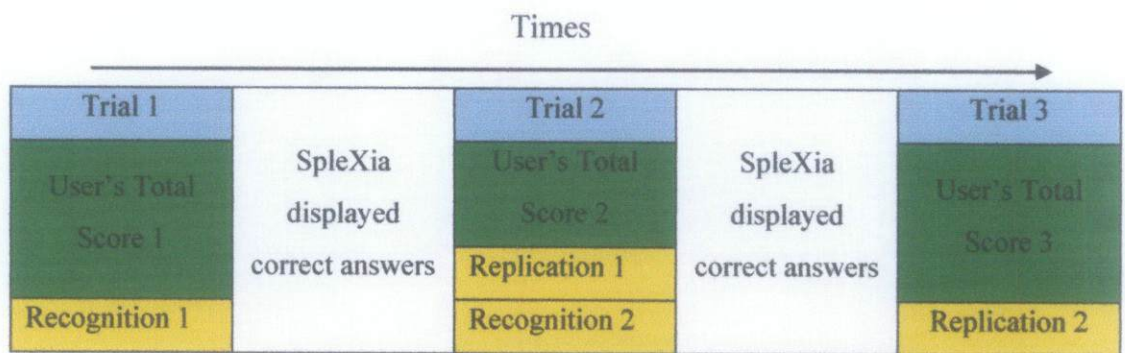 Times
Trial 1
User's Total
Score 1
Recognition 1
SpleXia
displayed
correct answers
Trial 2
User's Total
Score 2
Replication 1
Recognition 2
SpleXia
displayed
correct answers
Trial 3
User's Total
Score 3
Replication 2